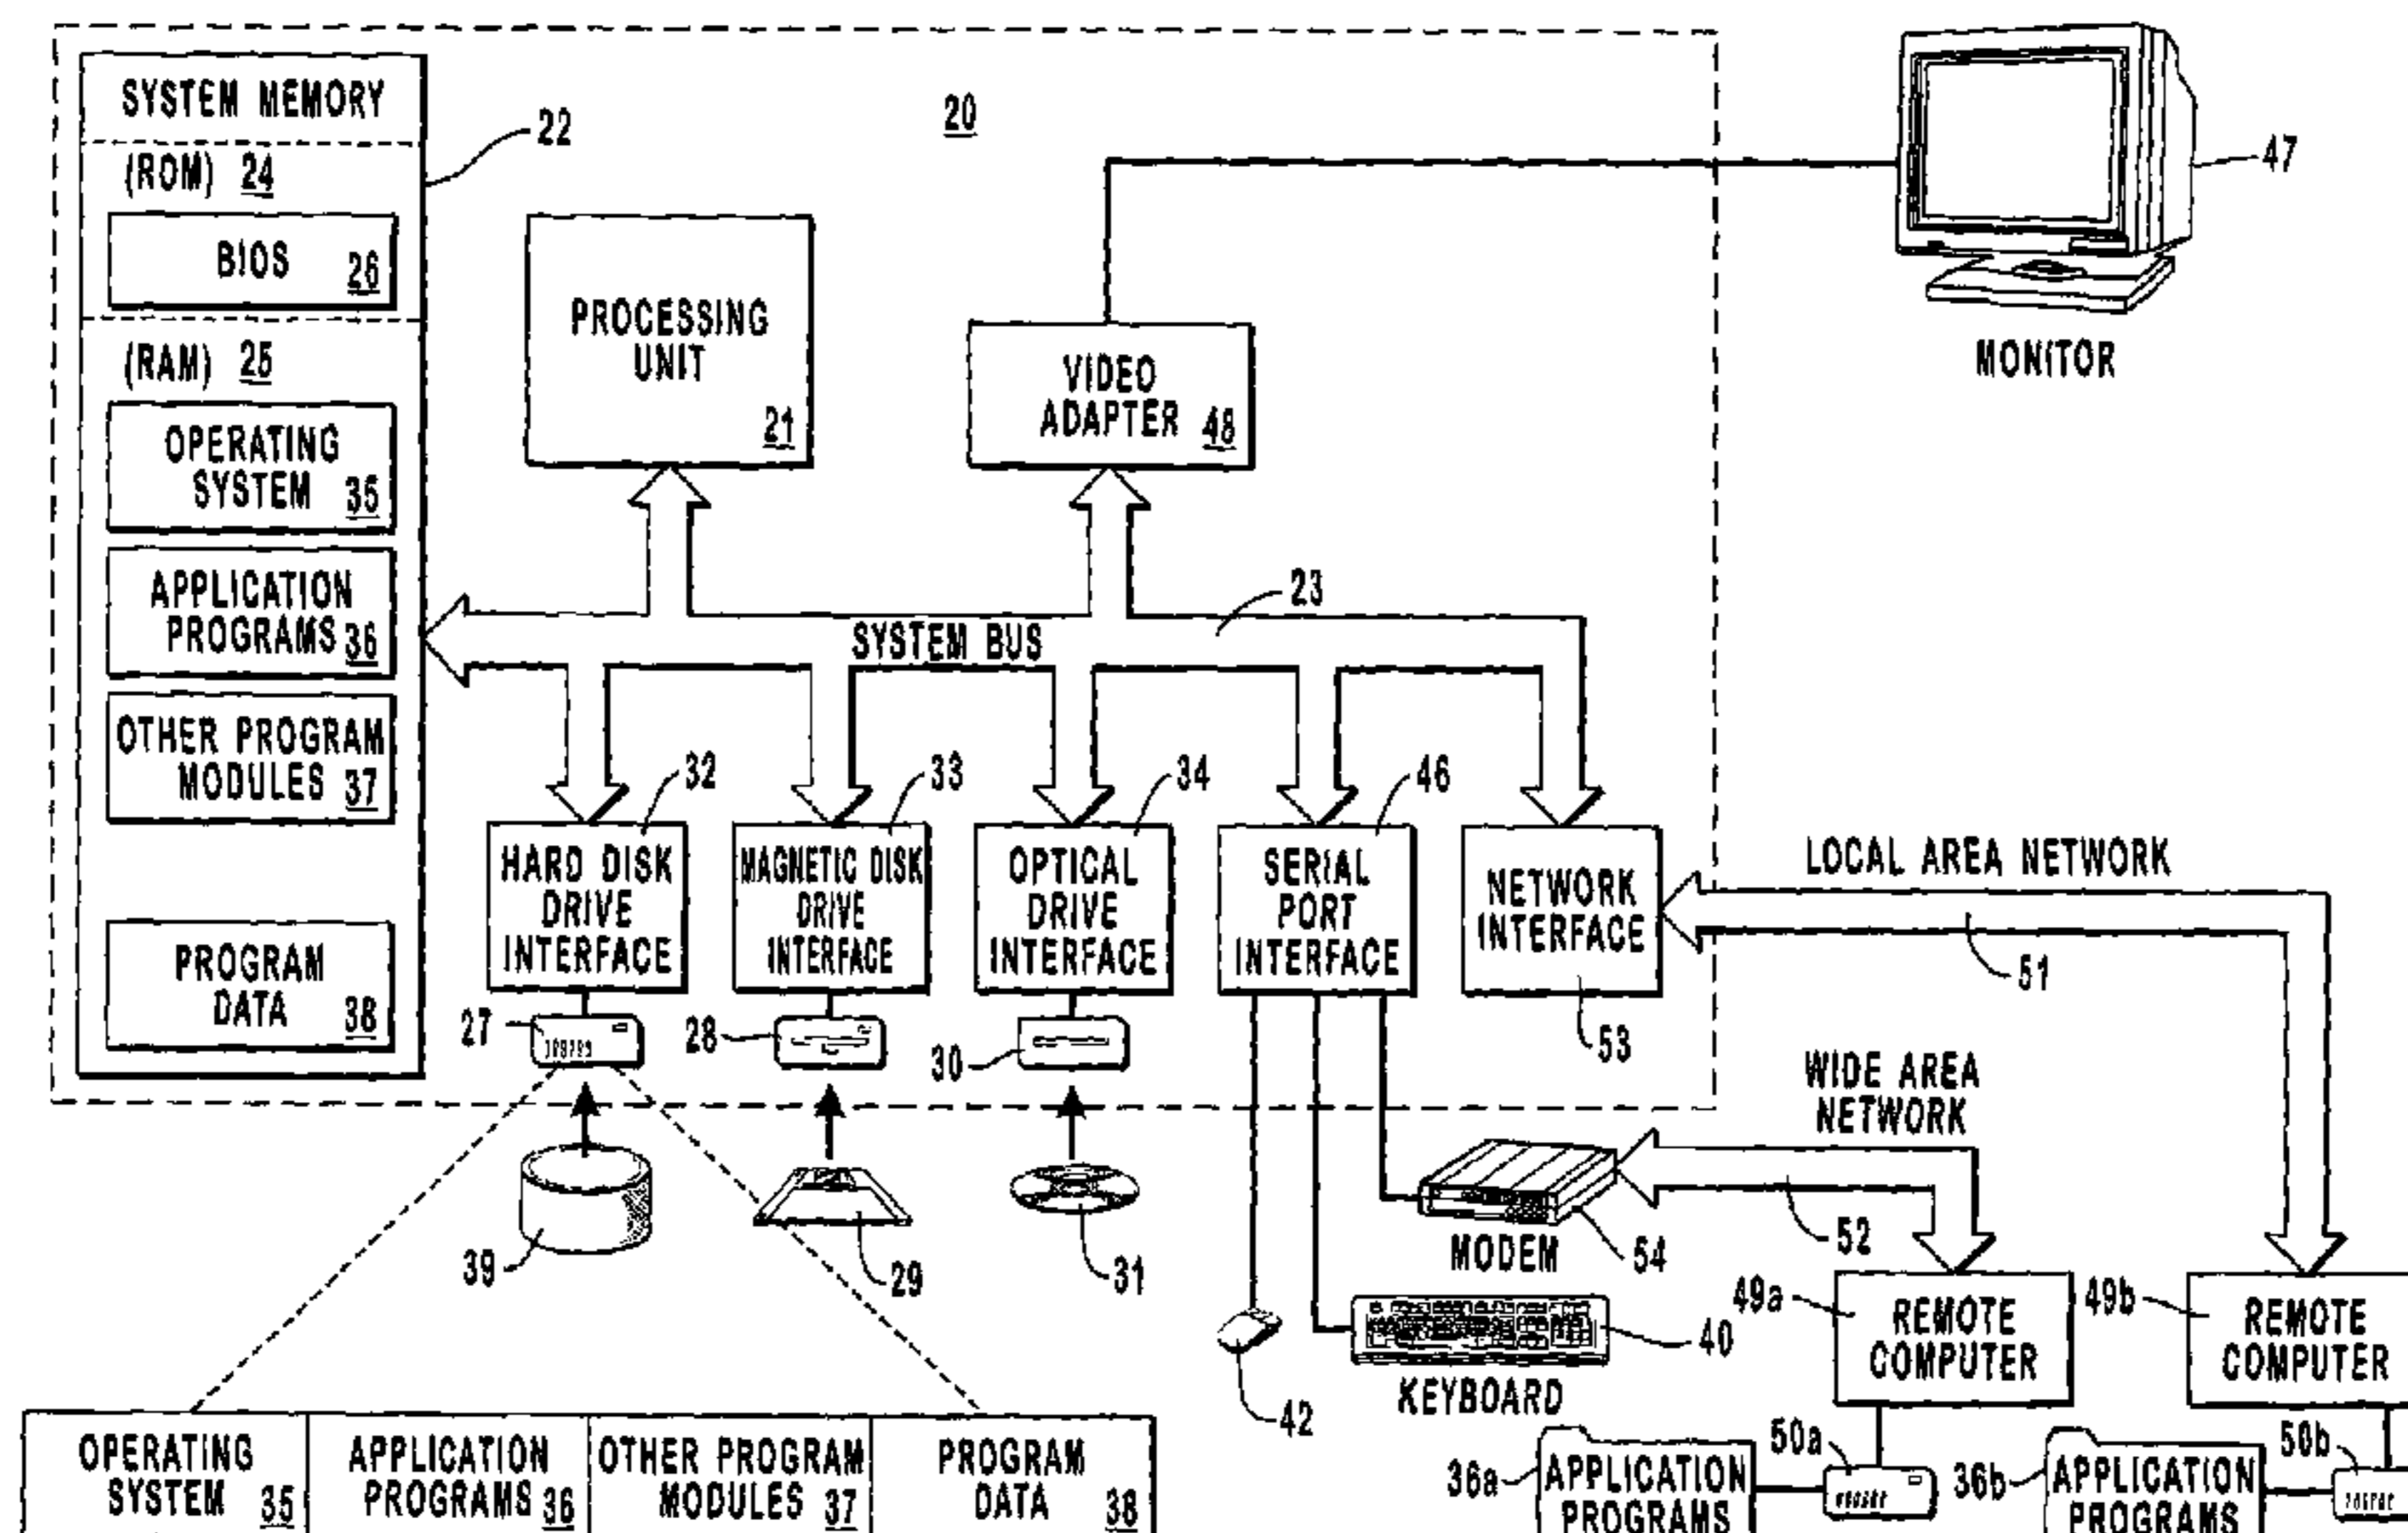 SYSTEM MEMORY
(ROM) 24
BIOS
26
22
20
47
MONITOR
PROCESSING
UNIT
21
VIDEO
ADAPTER 48
(RAM) 25
OPERATING
SYSTEM 35
APPLICATION
PROGRAMS 36
OTHER PROGRAM
MODULES 37
PROGRAM
DATA 38
23
SYSTEM BUS
32
33
34
46
HARD DISK
DRIVE
INTERFACE
MAGNETIC DISK
DRIVE
INTERFACE
OPTICAL
DRIVE
INTERFACE
SERIAL
PORT
INTERFACE
NETWORK
INTERFACE
53
LOCAL AREA NETWORK
51
27
28
30
WIDE AREA
NETWORK
52
39
29
31
MODEM
54
42
40
KEYBOARD
49a
REMOTE
COMPUTER
49b
REMOTE
COMPUTER
OPERATING
SYSTEM 35
APPLICATION
PROGRAMS 36
OTHER PROGRAM
MODULES 37
PROGRAM
DATA 38
36a
APPLICATION
PROGRAMS
50a
36b
APPLICATION
PROGRAMS
50b